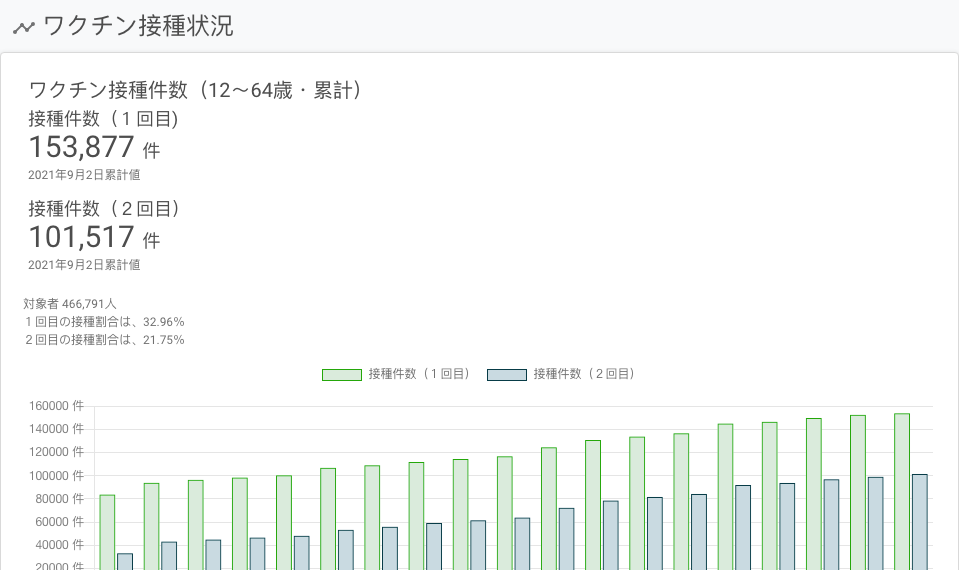 ワクチン接種状況
ワクチン接種件数（12～64歳・累計）
接種件数（１回目)
153,877 件
2021年9月2日累計値
接種件数（２回目）
101,517 件
2021年9月2日累計値
対象者 466,791人
１回目の接種割合は、32.96%
２回目の接種割合は、21.75%
接種件数（１回目） 接種件数（２回目）
160000 件
140000 件
120000 件
100000 件
80000 件
60000 件
40000 件
20000 件